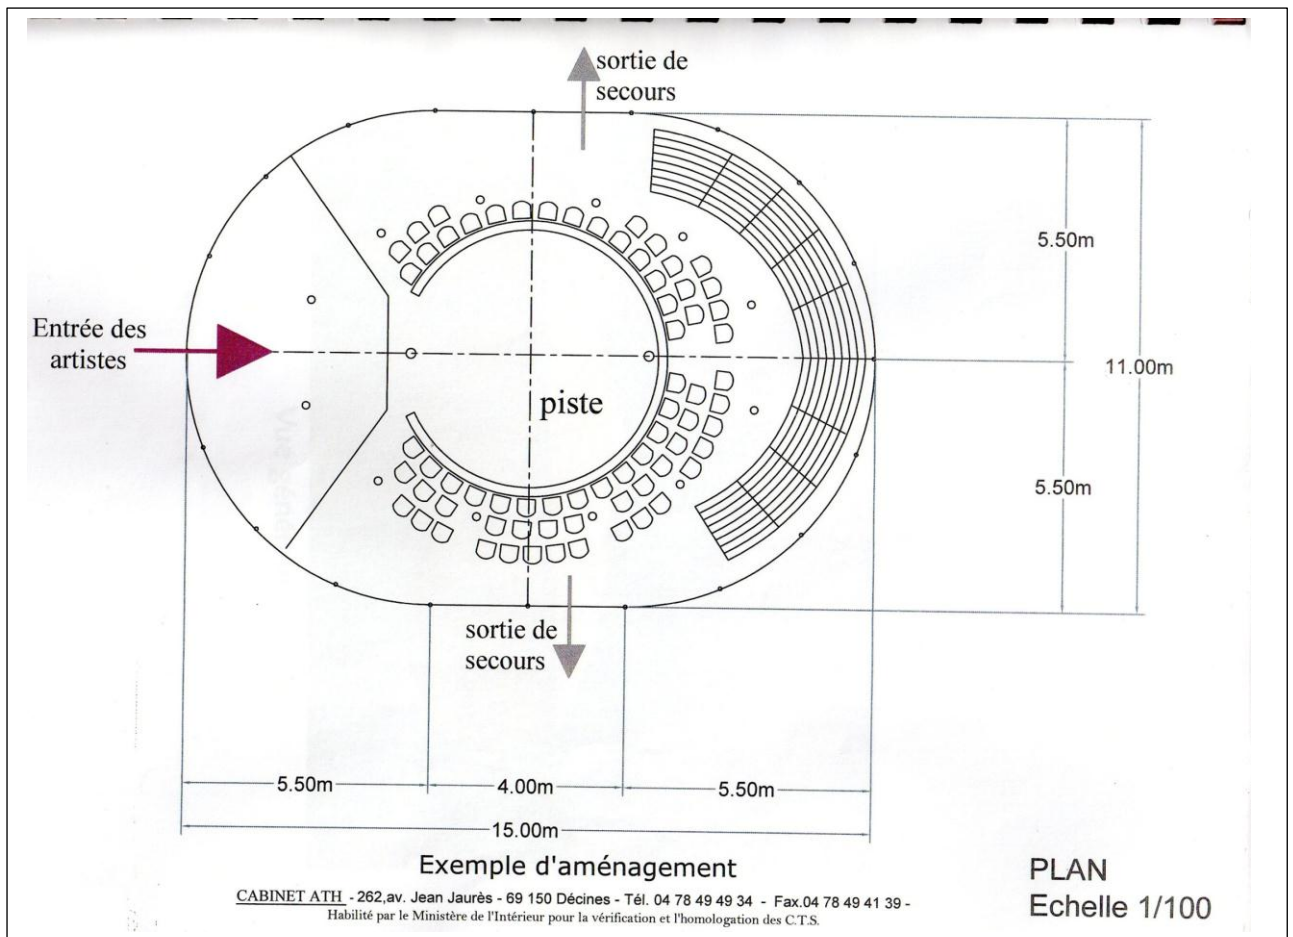 sortie de
secours
5.50m
Entrée des
artistes
11.00m
piste
5.50m
sortie de
secours
5.50m
4.00m
5.50m
15.00m
Exemple d'aménagement
PLAN
CABINET ATH - 262,av. Jean Jaurès - 69 150 Décines - Tél. 04 78 49 49 34 - Fax.04 78 49 41 39 -
Echelle 1/100
Habilité par le Ministère de l'Intérieur pour la vérification et l'homologation des C.T.S.